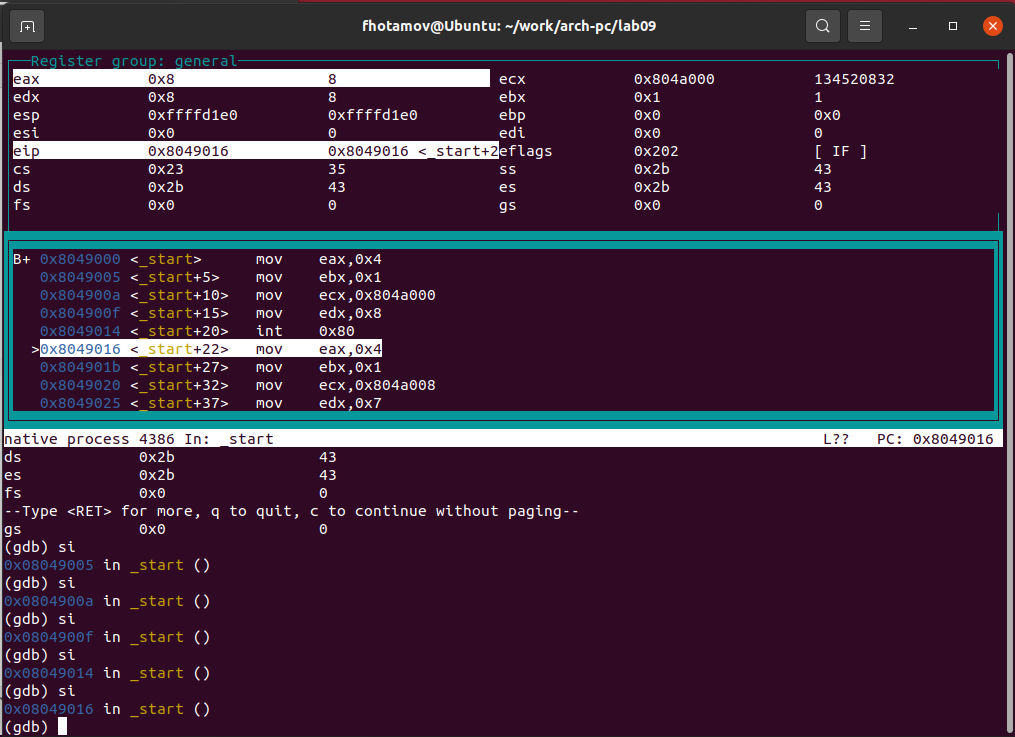 fhotamov@Ubuntu: ~/work/arch-pc/lab09
Register group: general
eax 0x8 8 ecx 0x804a000 134520832
edx 0x8 8 ebx 0x1 1
esp 0xffffd1e0 0xffffd1e0 ebp 0x0 0x0
esi 0x0 0 edi 0x0 0
eip 0x8049016 0x8049016 <_start+2 eflags 0x202 [ IF ]
cs 0x23 35 ss 0x2b 43
ds 0x2b 43 es 0x2b 43
fs 0x0 0 gs 0x0 0
B+ 0x8049000 <_start> mov eax,0x4
0x8049005 <_start+5> mov ebx,0x1
0x804900a <_start+10> mov ecx,0x804a000
0x804900f <_start+15> mov edx,0x8
0x8049014 <_start+20> int 0x80
>0x8049016 <_start+22> mov eax,0x4
0x804901b <_start+27> mov ebx,0x1
0x8049020 <_start+32> mov ecx,0x804a008
0x8049025 <_start+37> mov edx,0x7
native process 4386 In: _start L?? PC: 0x8049016
ds 0x2b 43
es 0x2b 43
fs 0x0 0
--Type <RET> for more, q to quit, c to continue without paging--
gs 0x0 0
(gdb) si
0x08049005 in _start ()
(gdb) si
0x0804900a in _start ()
(gdb) si
0x0804900f in _start ()
(gdb) si
0x08049014 in _start ()
(gdb) si
0x08049016 in _start ()
(gdb)